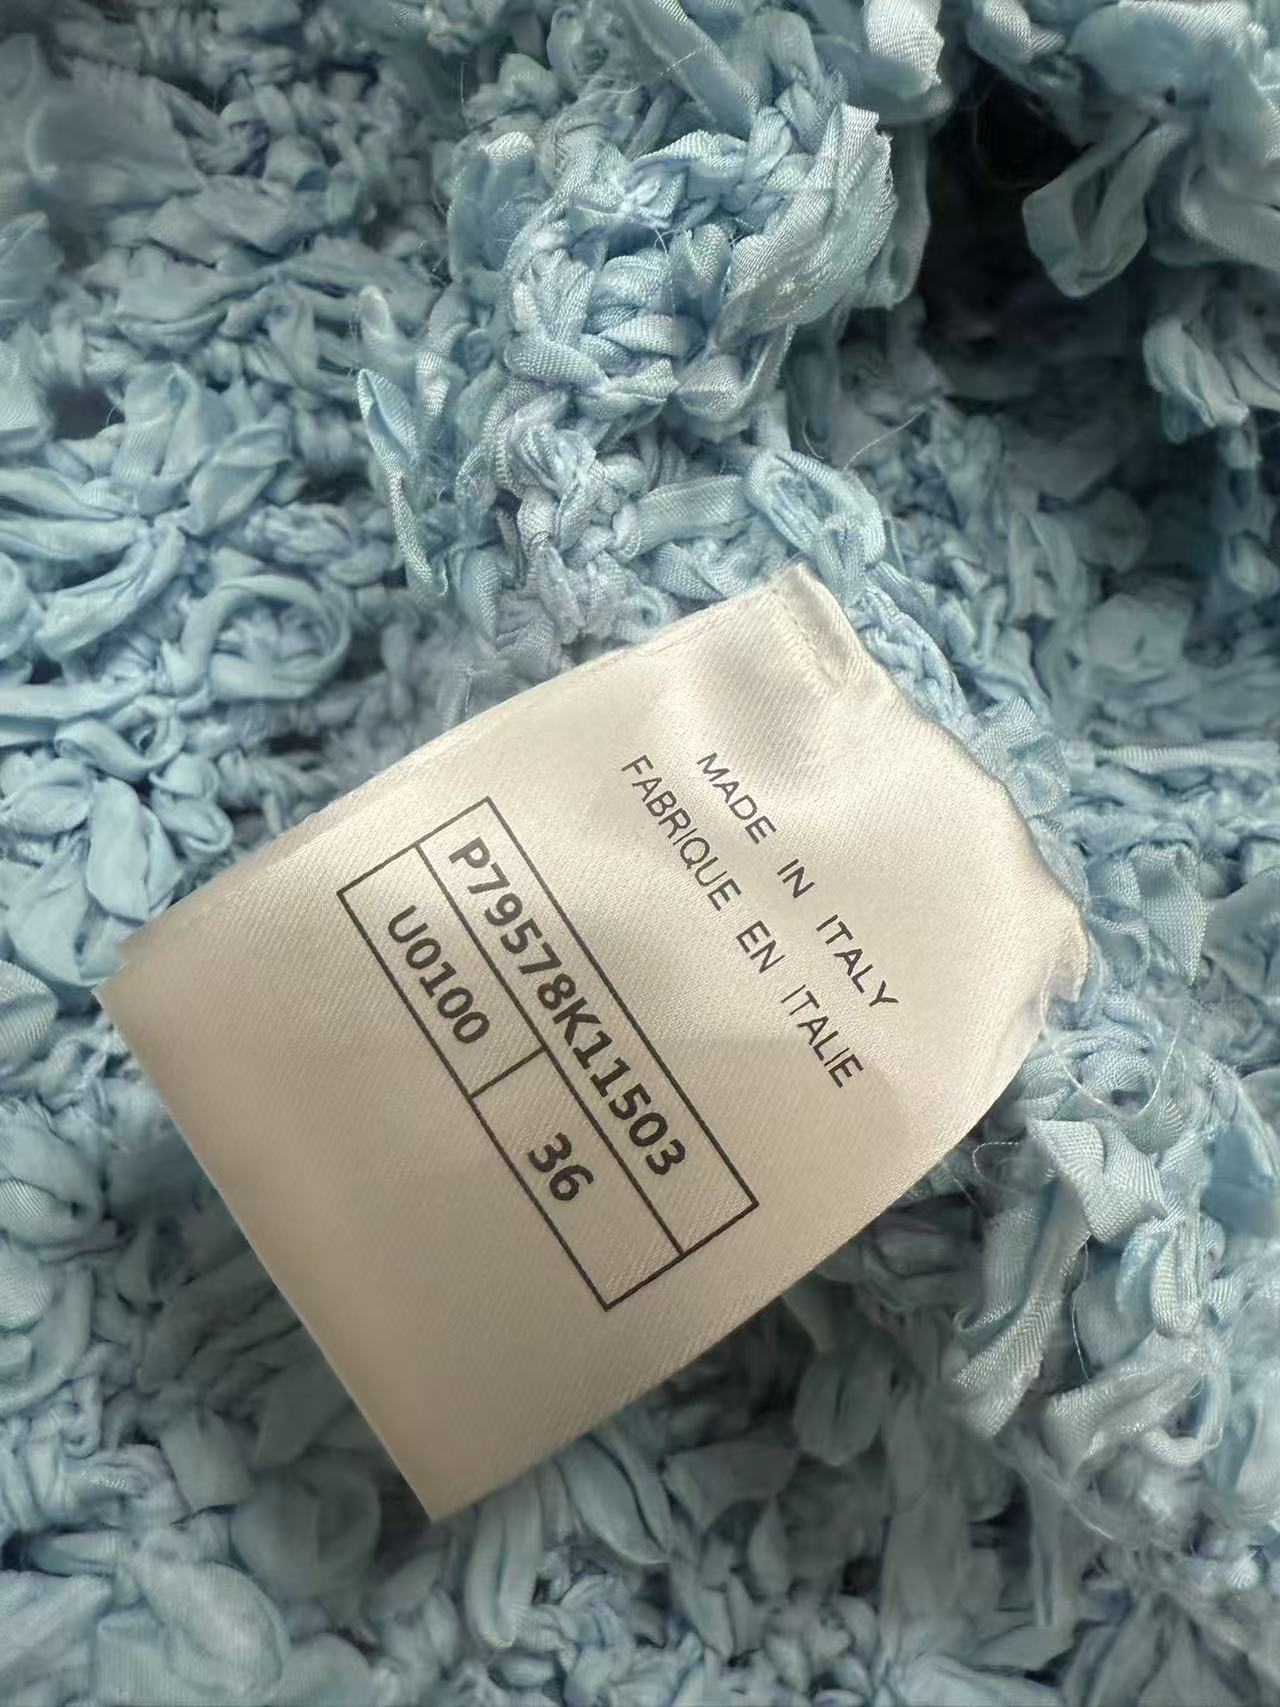 MADE IN ITALY
FABRIQUE EN ITALIE
P79578K11503
U0100 36